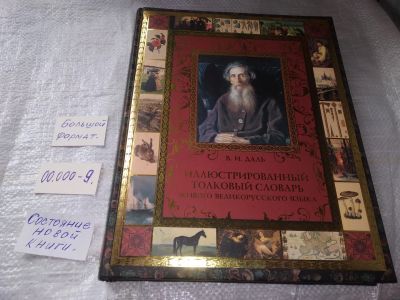 Большой
формат.
00.000-9.
Состояние
новой
книги.
В. И. ДАЛЬ
ИЛЛЮСТРИРОВАННЫЙ
ТОЛКОВЫЙ СЛОВАРЬ
ЖИВОГО ВЕЛИКОРУССКОГО ЯЗЫКА